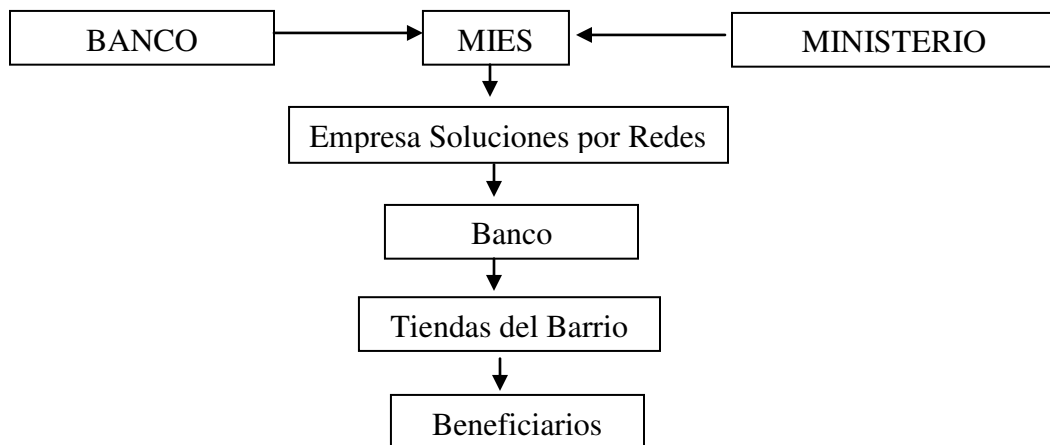 BANCO
MIES
MINISTERIO
Empresa Soluciones por Redes
Banco
Tiendas del Barrio
Beneficiarios